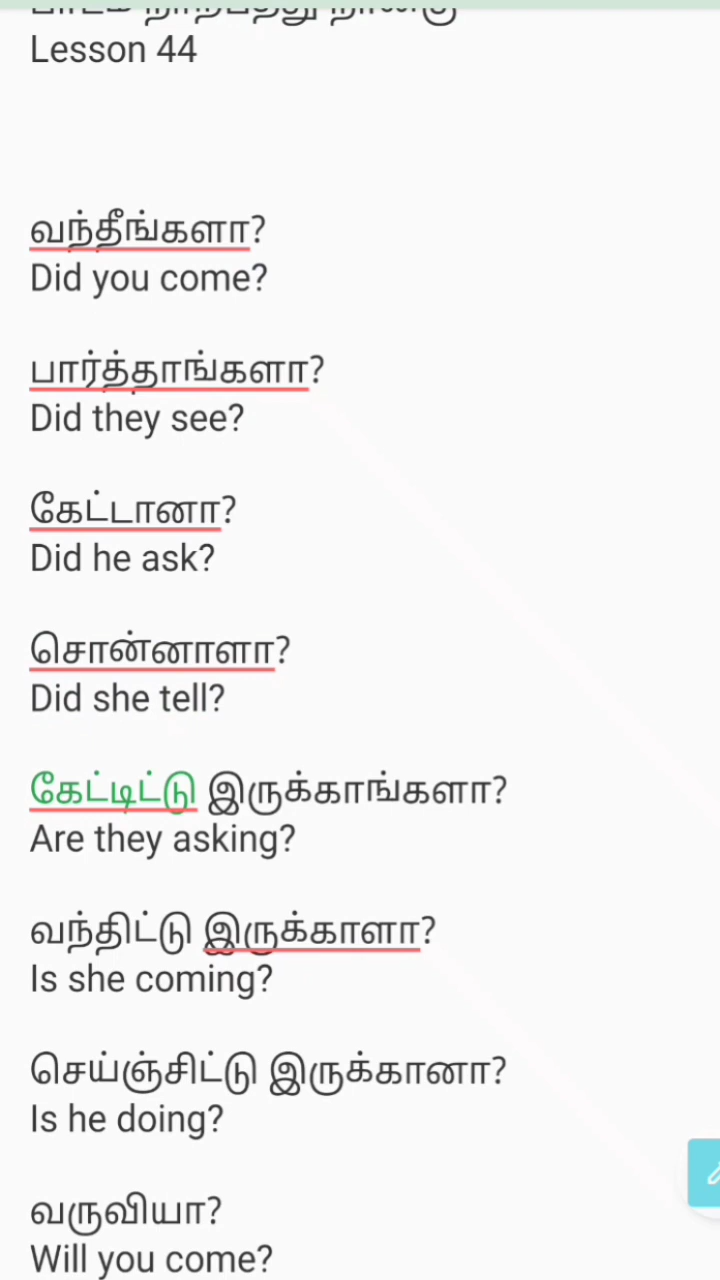 Lesson 44
வந்தீங்களா?
Did you come?
பார்த்தாங்களா?
Did they see?
கேட்டானா?
Did he ask?
சொன்னாளா?
Did she tell?
கேட்டிட்டு இருக்காங்களா?
Are they asking?
வந்திட்டு இருக்காளா?
Is she coming?
செய்ஞ்சிட்டு இருக்கானா?
Is he doing?
வருவியா?
Will you come?